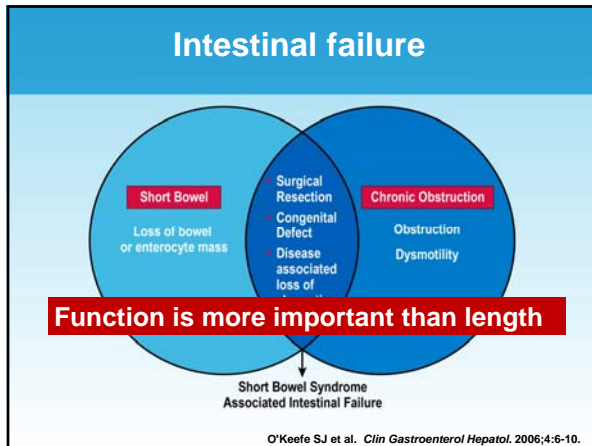 Intestinal failure
Short Bowel
Loss of bowel
or enterocyte mass
Surgical
Resection
Congenital
Defect
Disease
associated
loss of
Chronic Obstruction
Obstruction
Dysmotility
Function is more important than length
Short Bowel Syndrome
Associated Intestinal Failure
O'Keefe SJ et al. Clin Gastroenterol Hepatol. 2006;4:6-10.